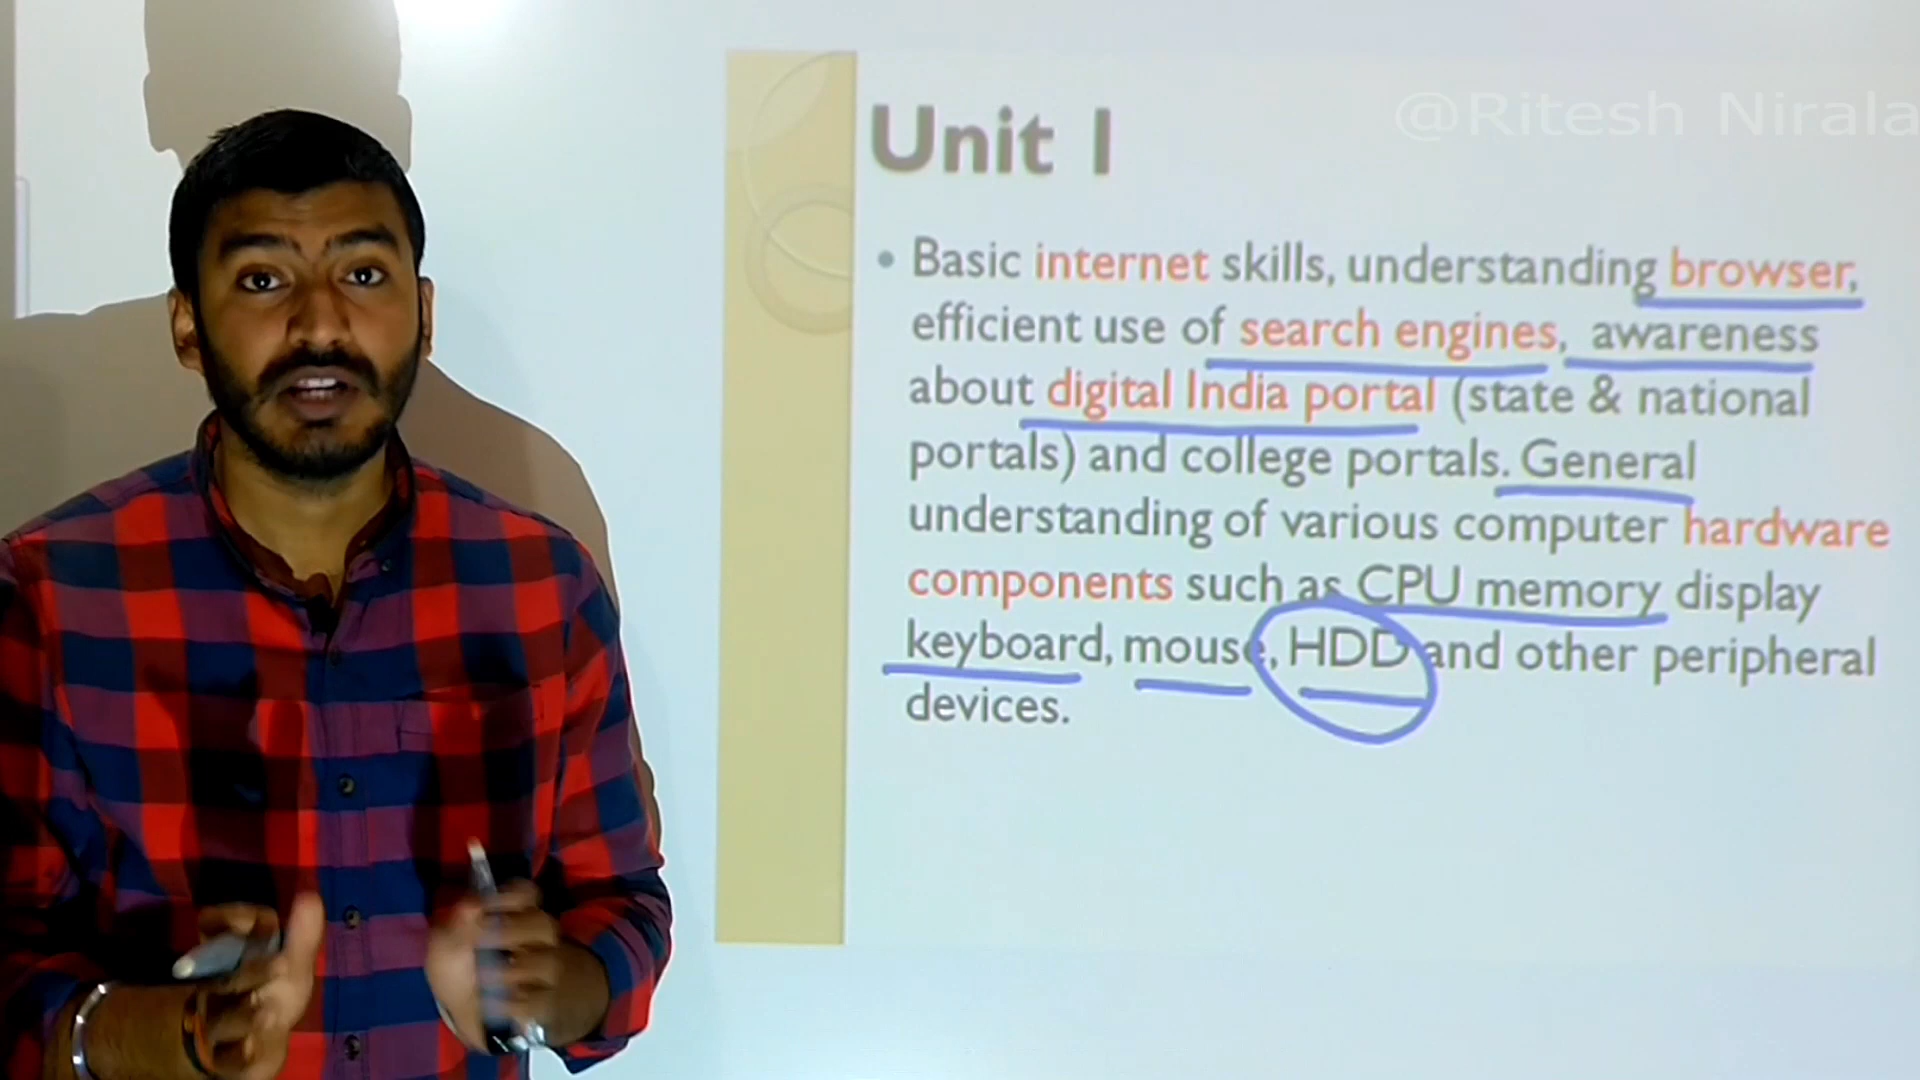 @Ritesh Nirala
Unit 1
• Basic internet skills, understanding browser,
efficient use of search engines, awareness
about digital India portal (state & national
portals) and college portals. General
understanding of various computer hardware
components such as CPU memory display
keyboard, mouse, HDD and other peripheral
devices.